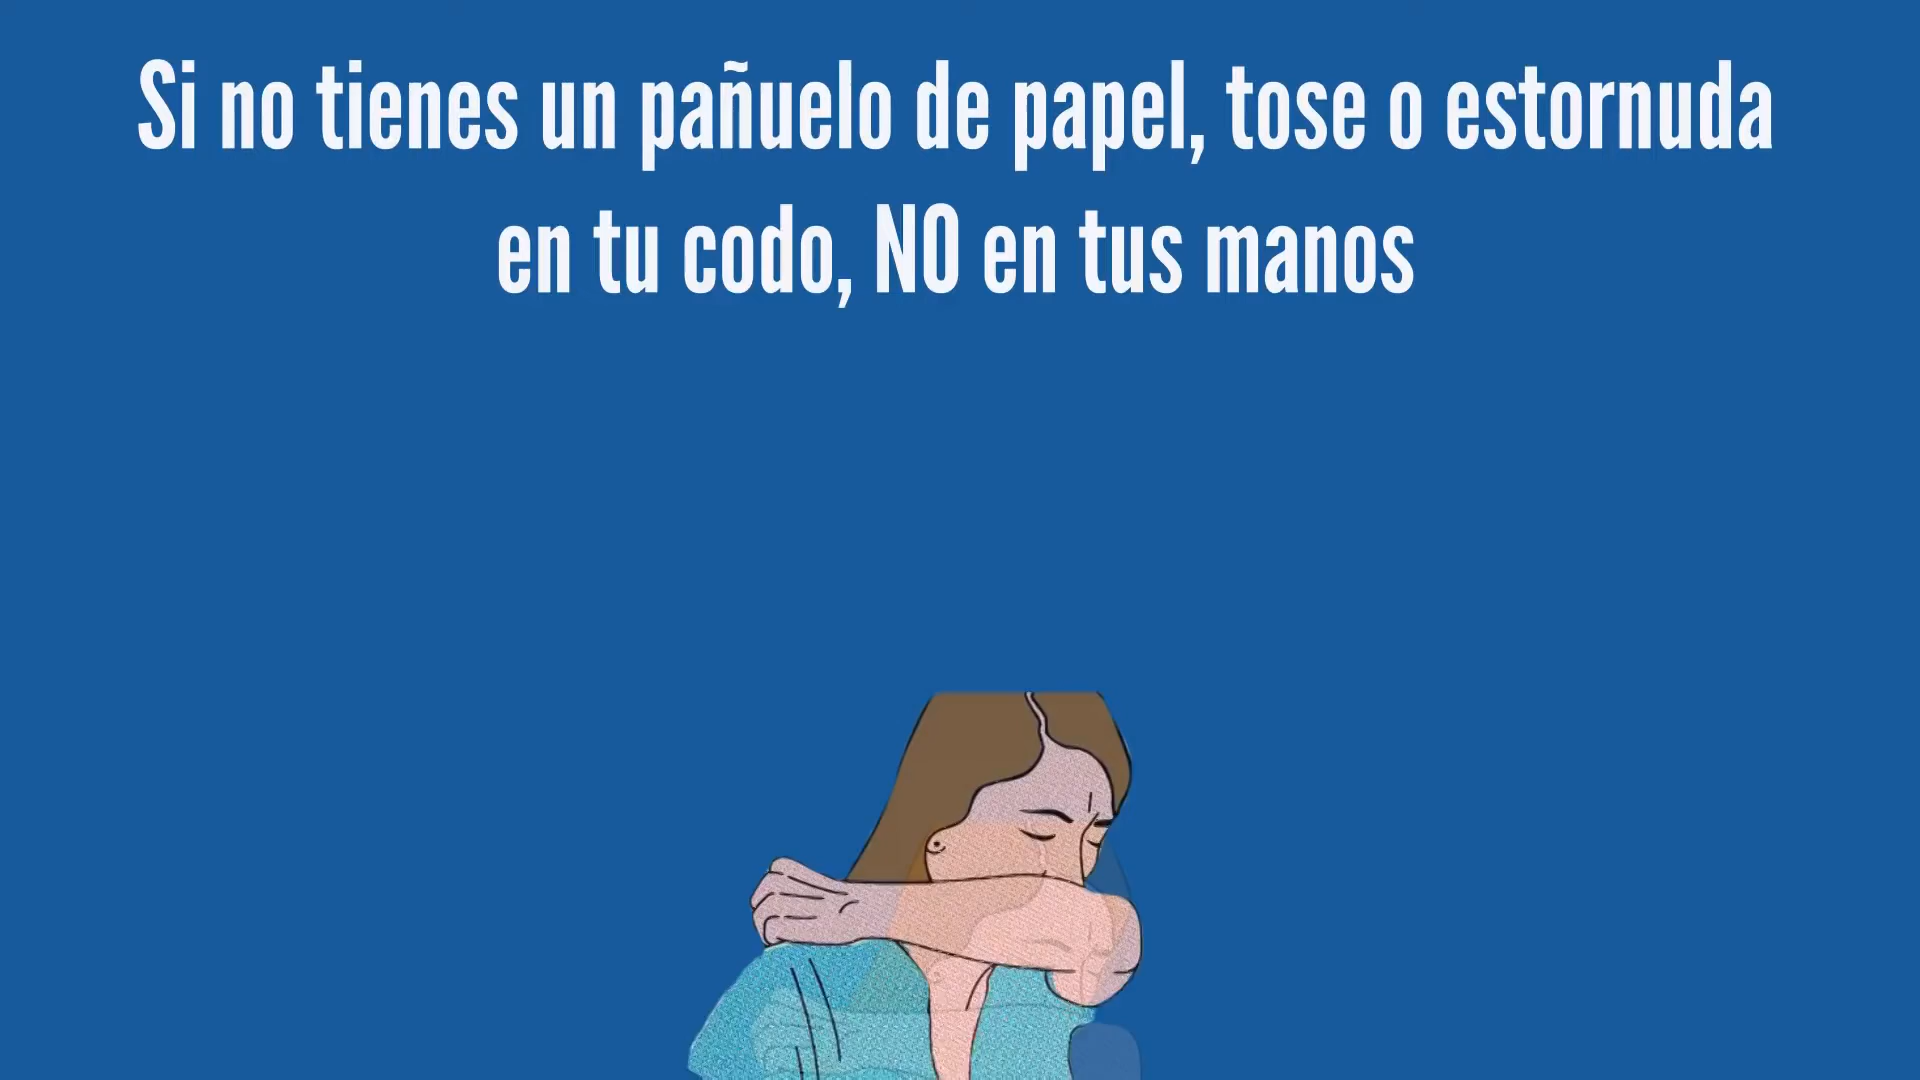 Si no tienes un pañuelo de papel, tose o estornuda
en tu codo, NO en tus manos